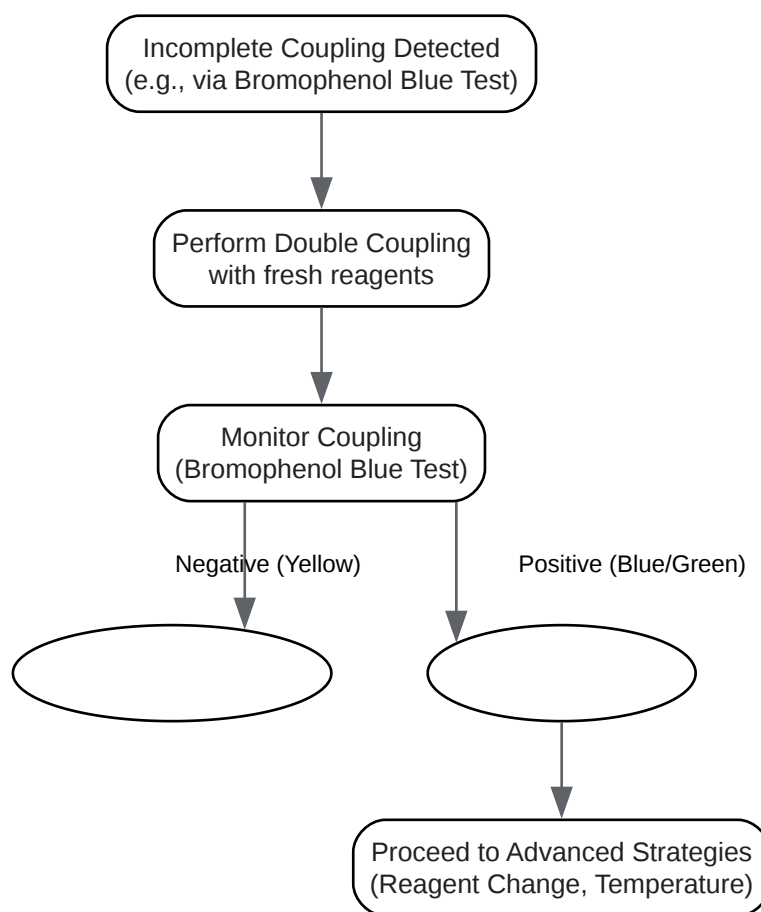 Incomplete Coupling Detected
(e.g., via Bromophenol Blue Test)
Perform Double Coupling
with fresh reagents
Monitor Coupling
(Bromophenol Blue Test)
Negative (Yellow)
Positive (Blue/Green)
Proceed to Advanced Strategies
(Reagent Change, Temperature)